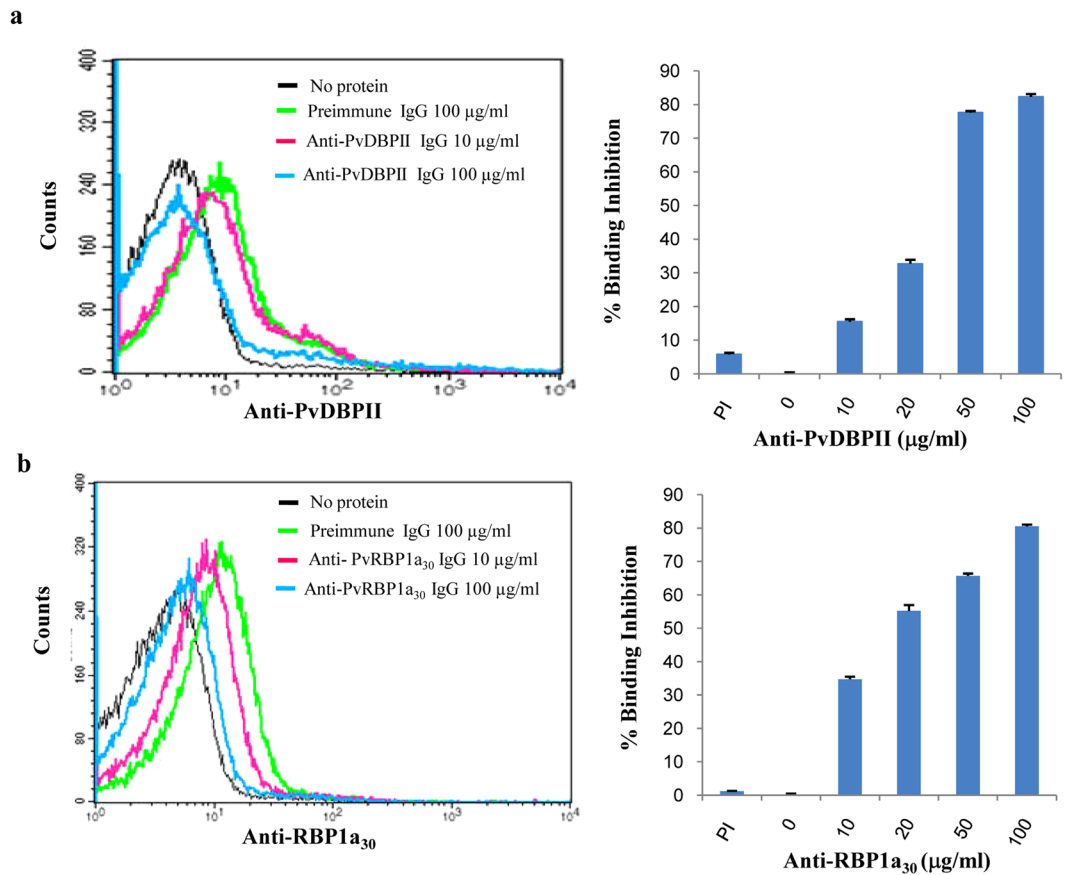 a
400
320
240
160
80
0
Counts
No protein
Preimmune IgG 100 µg/ml
Anti-PvDBPII IgG 10 µg/ml
Anti-PvDBPII IgG 100 µg/ml
10⁰ 10¹ 10² 10³ 10⁴
Anti-PvDBPII
90
80
70
60
50
40
30
20
10
0
% Binding Inhibition
PI 0 10 20 50 100
Anti-PvDBPII (µg/ml)
b
400
320
240
160
80
0
Counts
No protein
Preimmune IgG 100 µg/ml
Anti- PvRBP1a₃₀ IgG 10 µg/ml
Anti-PvRBP1a₃₀ IgG 100 µg/ml
10⁰ 10¹ 10² 10³ 10⁴
Anti-RBP1a₃₀
90
80
70
60
50
40
30
20
10
0
% Binding Inhibition
PI 0 10 20 50 100
Anti-RBP1a₃₀ (µg/ml)